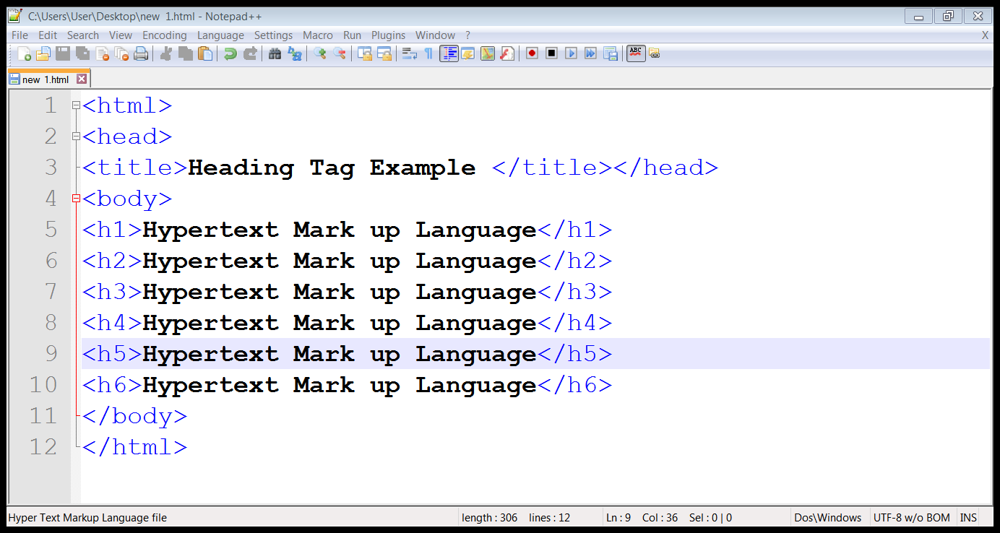 C:\Users\User\Desktop\new  1.html - Notepad++
File Edit Search View Encoding Language Settings Macro Run Plugins Window ? X
ABC
new  1.html
1 <html>
2 <head>
3 <title>Heading Tag Example </title></head>
4 <body>
5 <h1>Hypertext Mark up Language</h1>
6 <h2>Hypertext Mark up Language</h2>
7 <h3>Hypertext Mark up Language</h3>
8 <h4>Hypertext Mark up Language</h4>
9 <h5>Hypertext Mark up Language</h5>
10 <h6>Hypertext Mark up Language</h6>
11 </body>
12 </html>
Hyper Text Markup Language file length : 306 lines : 12 Ln : 9 Col : 36 Sel : 0 | 0 Dos\Windows UTF-8 w/o BOM INS